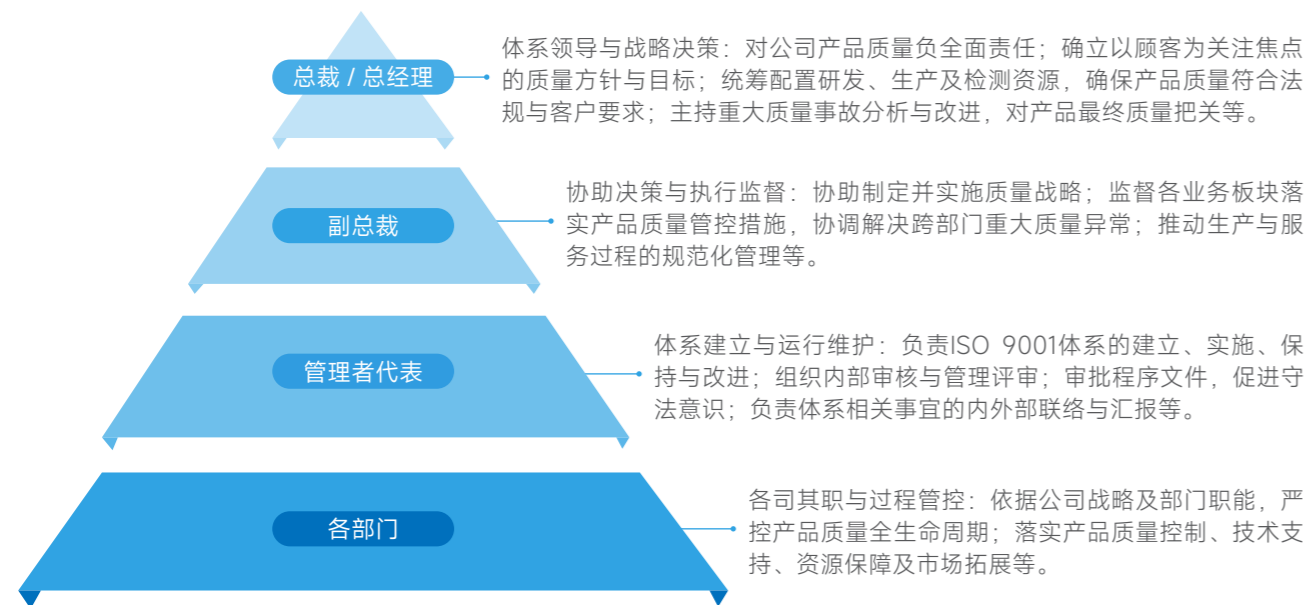 总裁 / 总经理
体系领导与战略决策：对公司产品质量负全面责任；确立以顾客为关注焦点
的质量方针与目标；统筹配置研发、生产及检测资源，确保产品质量符合法
规与客户要求；主持重大质量事故分析与改进，对产品最终质量把关等。
副总裁
协助决策与执行监督：协助制定并实施质量战略；监督各业务板块落
实产品质量管控措施，协调解决跨部门重大质量异常；推动生产与服
务过程的规范化管理等。
管理者代表
体系建立与运行维护：负责ISO 9001体系的建立、实施、保
持与改进；组织内部审核与管理评审；审批程序文件，促进守
法意识；负责体系相关事宜的内外部联络与汇报等。
各部门
各司其职与过程管控：依据公司战略及部门职能，严
控产品质量全生命周期；落实产品质量控制、技术支
持、资源保障及市场拓展等。